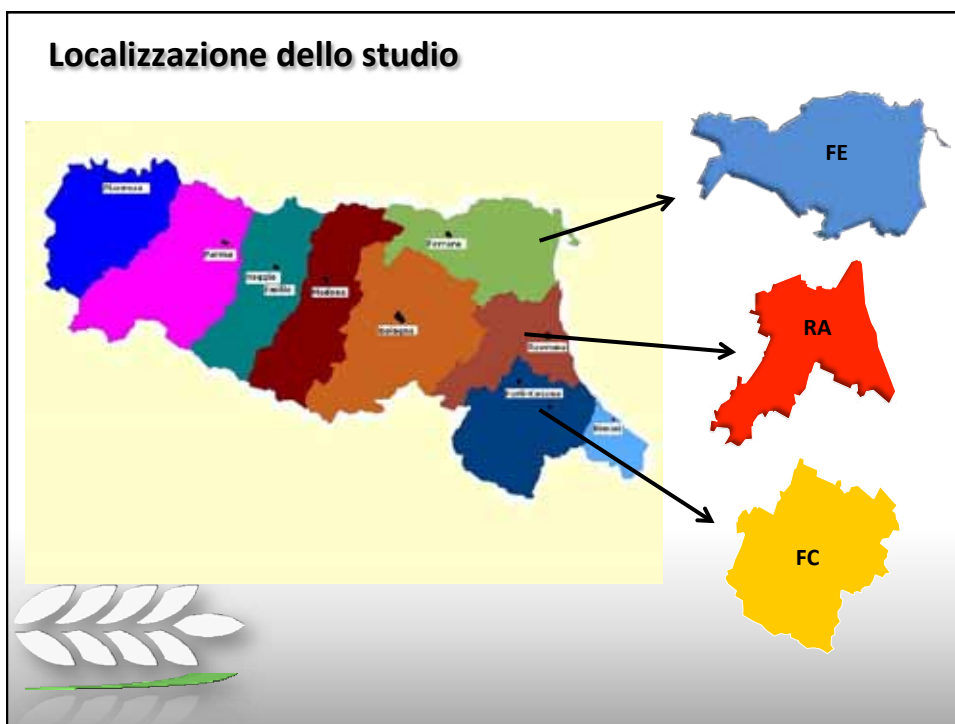 Localizzazione dello studio
FE
Piacenza
Ferrara
Parma
Reggio
Emilia
Modena
RA
Bologna
Ravenna
Forlì-Cesena
Rimini
FC